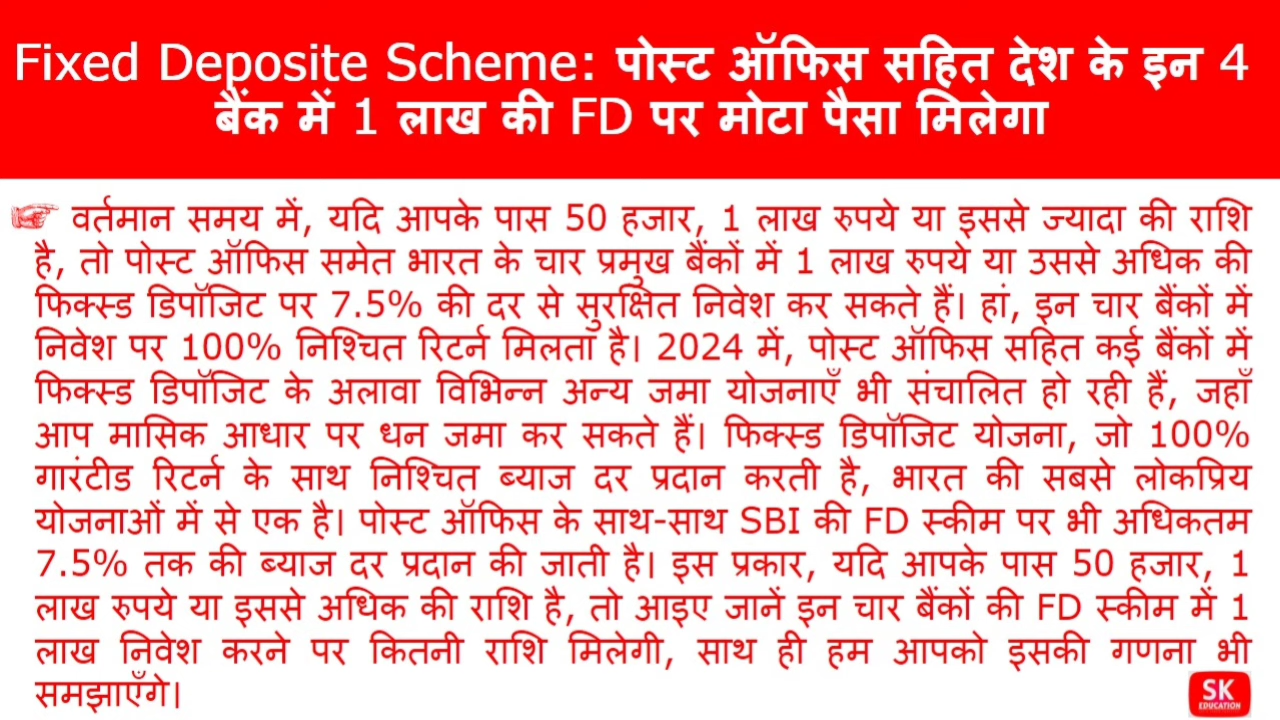 Fixed Deposite Scheme: पोस्ट ऑफिस सहित देश के इन 4
बैंक में 1 लाख की FD पर मोटा पैसा मिलेगा
वर्तमान समय में, यदि आपके पास 50 हजार, 1 लाख रुपये या इससे ज्यादा की राशि
है, तो पोस्ट ऑफिस समेत भारत के चार प्रमुख बैंकों में 1 लाख रुपये या उससे अधिक की
फिक्स्ड डिपॉजिट पर 7.5% की दर से सुरक्षित निवेश कर सकते हैं। हां, इन चार बैंकों में
निवेश पर 100% निश्चित रिटर्न मिलता है। 2024 में, पोस्ट ऑफिस सहित कई बैंकों में
फिक्स्ड डिपॉजिट के अलावा विभिन्न अन्य जमा योजनाएँ भी संचालित हो रही हैं, जहाँ
आप मासिक आधार पर धन जमा कर सकते हैं। फिक्स्ड डिपॉजिट योजना, जो 100%
गारंटीड रिटर्न के साथ निश्चित ब्याज दर प्रदान करती है, भारत की सबसे लोकप्रिय
योजनाओं में से एक है। पोस्ट ऑफिस के साथ-साथ SBI की FD स्कीम पर भी अधिकतम
7.5% तक की ब्याज दर प्रदान की जाती है। इस प्रकार, यदि आपके पास 50 हजार, 1
लाख रुपये या इससे अधिक की राशि है, तो आइए जानें इन चार बैंकों की FD स्कीम में 1
लाख निवेश करने पर कितनी राशि मिलेगी, साथ ही हम आपको इसकी गणना भी
समझाएँगे।
SK
EDUCATION